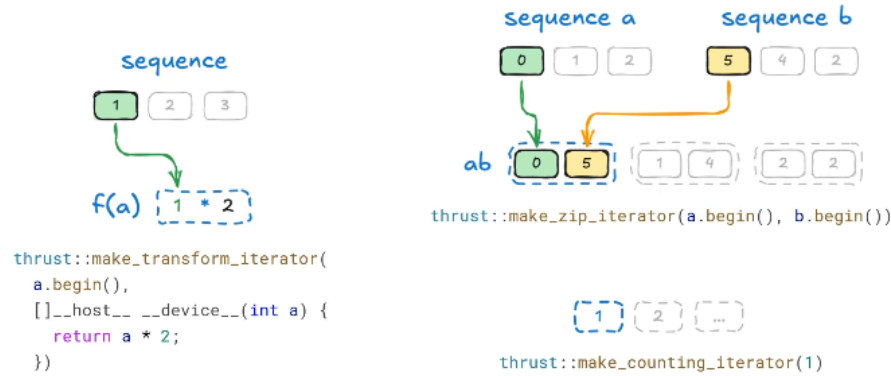 sequence
1 2 3
f(a) 1 * 2
thrust::make_transform_iterator(
a.begin(),
[]__host__ __device__(int a) {
return a * 2;
})
sequence a sequence b
0 1 2 5 4 2
ab 0 5 1 4 2 2
thrust::make_zip_iterator(a.begin(), b.begin())
1 2 ...
thrust::make_counting_iterator(1)